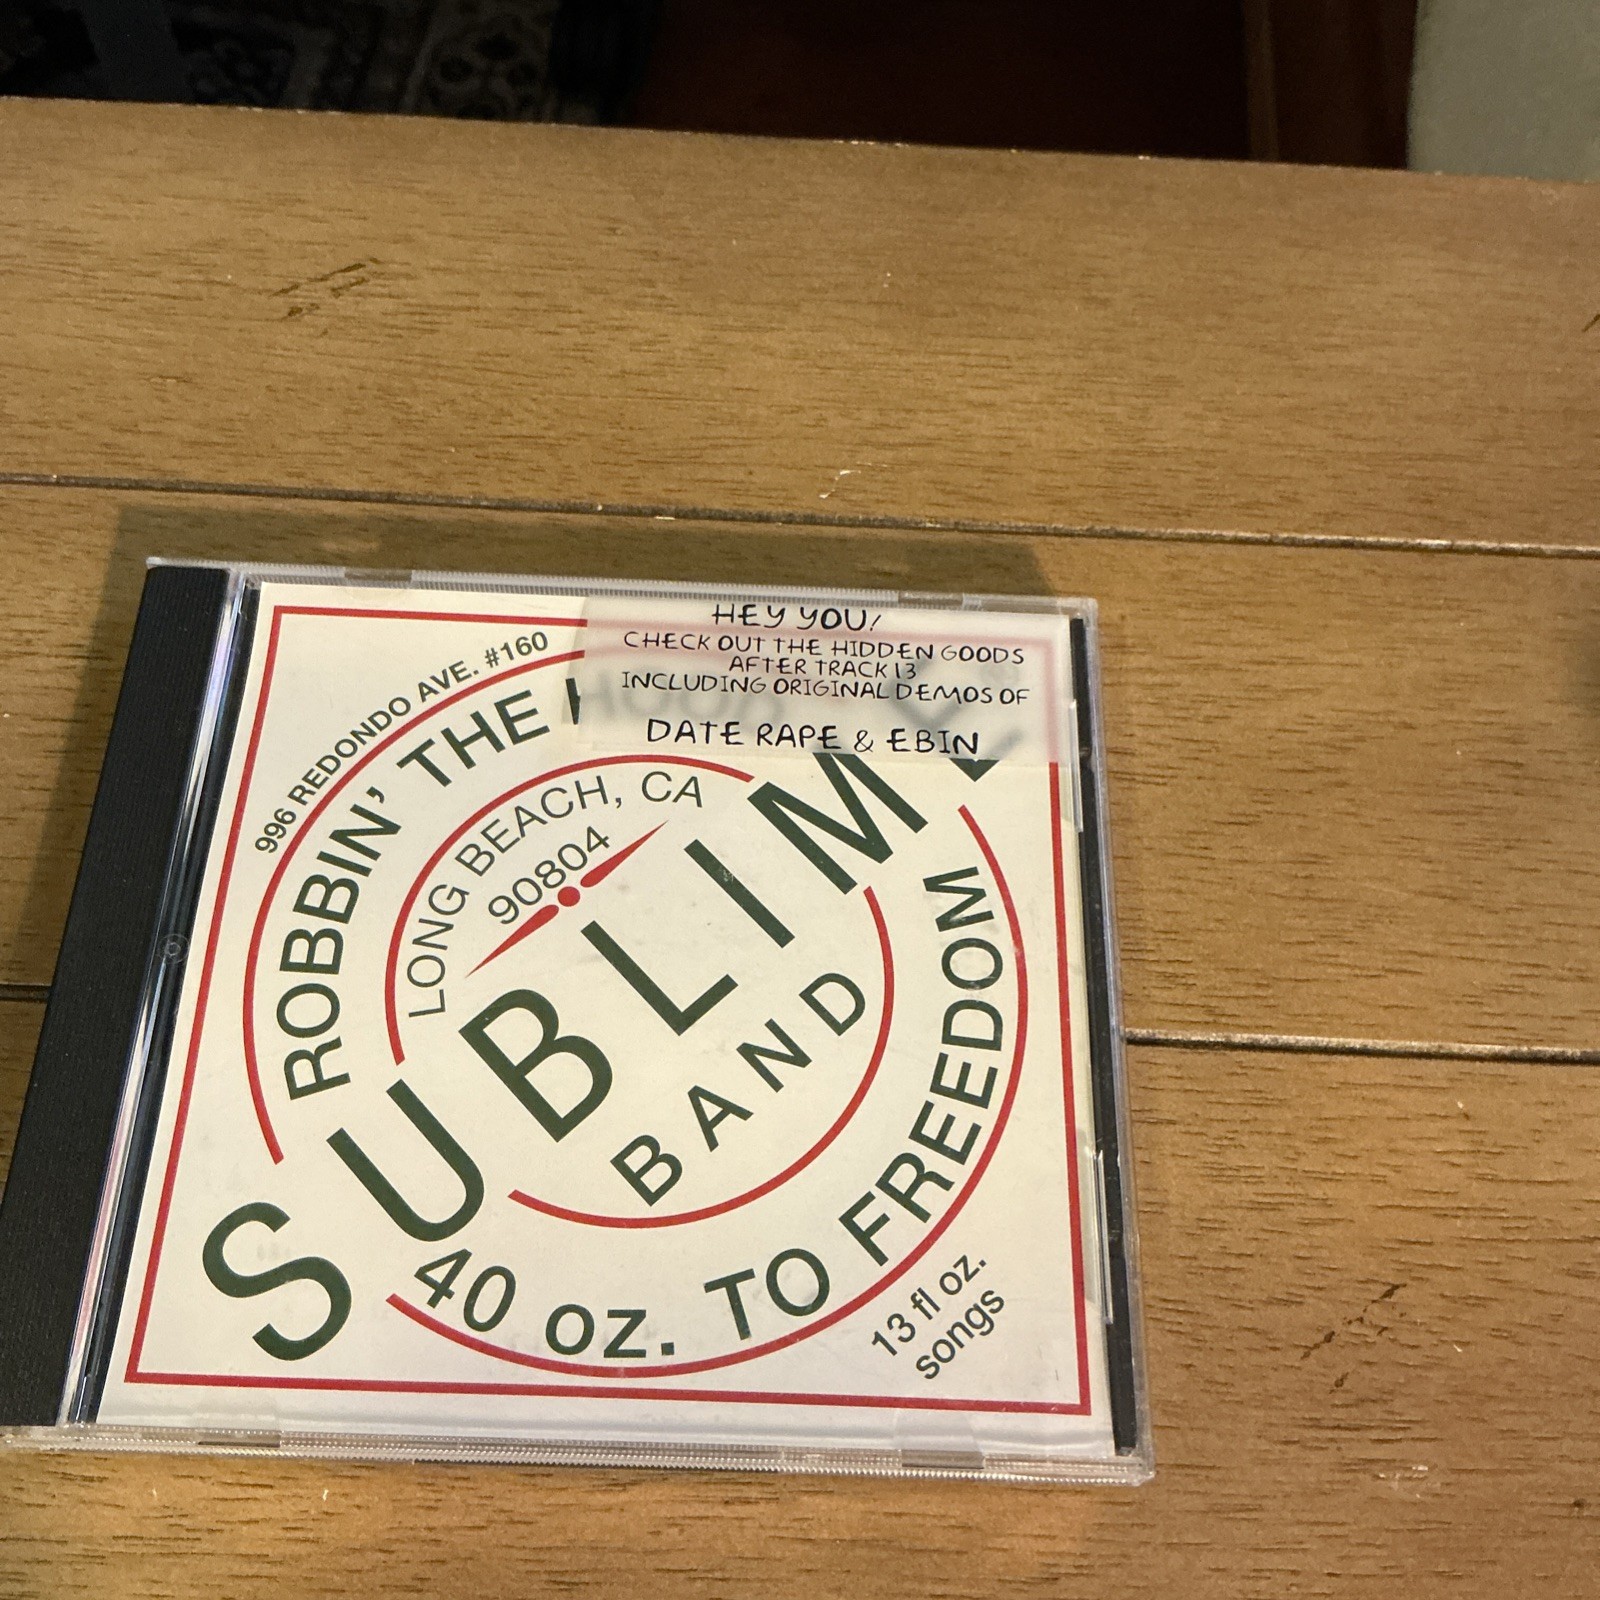 HEY YOU!
CHECK OUT THE HIDDEN GOODS
AFTER TRACK 13
INCLUDING ORIGINAL DEMOS OF
DATE RAPE & EBIN
996 REDONDO AVE. #160
ROBBIN' THE HOOD
LONG BEACH, CA
90804
SUBLIME
BAND
40 oz. TO FREEDOM
13 fl oz.
songs